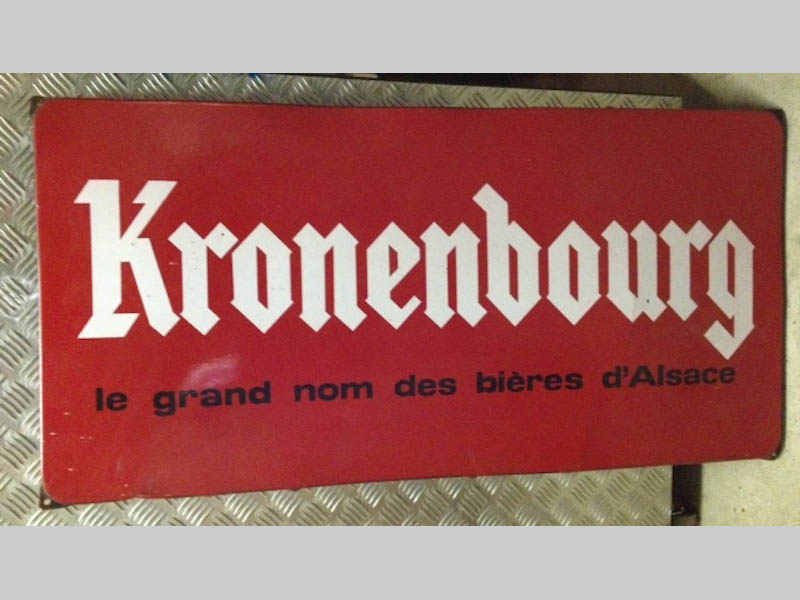 Kronenbourg
le grand nom des bières d'Alsace